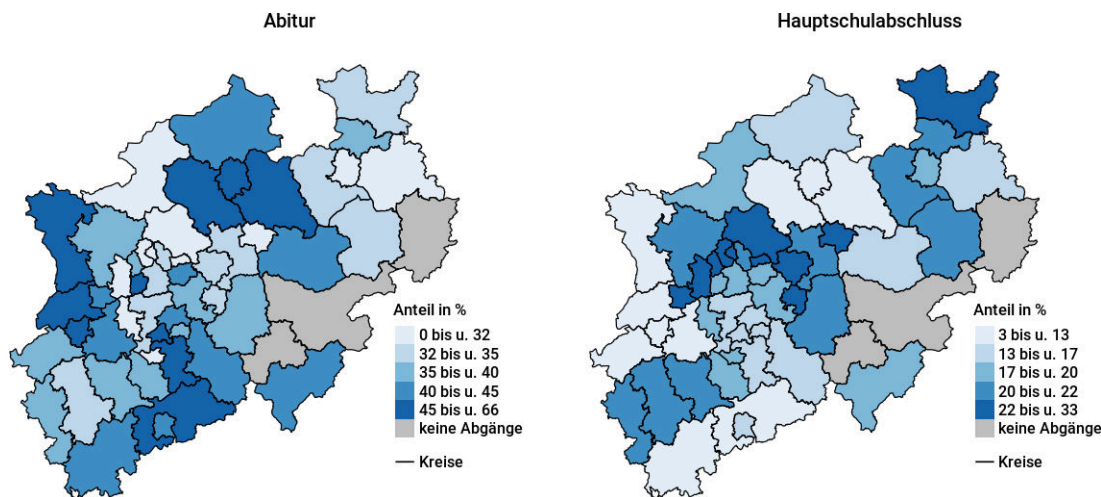 Abitur
Anteil in %
0 bis u. 32
32 bis u. 35
35 bis u. 40
40 bis u. 45
45 bis u. 66
keine Abgänge
Kreise
Hauptschulabschluss
Anteil in %
3 bis u. 13
13 bis u. 17
17 bis u. 20
20 bis u. 22
22 bis u. 33
keine Abgänge
Kreise